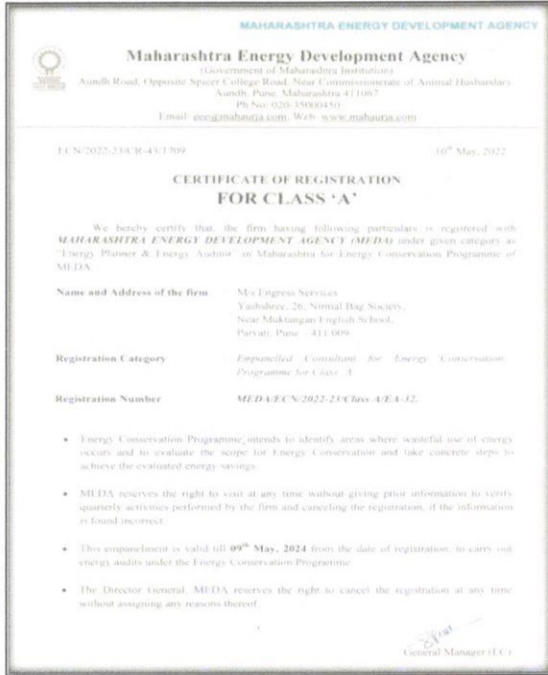 MAHARASHTRA ENERGY DEVELOPMENT AGENCY
Maharashtra Energy Development Agency
(Government of Maharashtra Institution)
Aundh Road, Opposite Spicer College Road, Near Commissionerate of Animal Husbandary,
Aundh, Pune, Maharashtra 411067
Ph No: 020-35000450
Email: eee@mahaurja.com, Web: www.mahaurja.com
ECN/2022-23/CR-43/1709
10th May, 2022
CERTIFICATE OF REGISTRATION
FOR CLASS ‘A’
We hereby certify that, the firm having following particulars is registered with
MAHARASHTRA ENERGY DEVELOPMENT AGENCY (MEDA) under given category as
“Energy Planner & Energy Auditor” in Maharashtra for Energy Conservation Programme of
MEDA.
Name and Address of the firm M/s Engress Services
Yashshree, 26, Nirmal Bag Society,
Near Muktangan English School,
Parvati, Pune - 411 009.
Registration Category Empanelled Consultant for Energy Conservation
Programme for Class 'A'
Registration Number MEDA/ECN/2022-23/Class A/EA-32.
• Energy Conservation Programme intends to identify areas where wasteful use of energy
occurs and to evaluate the scope for Energy Conservation and take concrete steps to
achieve the evaluated energy savings.
• MEDA reserves the right to visit at any time without giving prior information to verify
quarterly activities performed by the firm and canceling the registration, if the information
is found incorrect.
• This empanelment is valid till 09th May, 2024 from the date of registration, to carry out
energy audits under the Energy Conservation Programme
• The Director General, MEDA reserves the right to cancel the registration at any time
without assigning any reasons thereof.
General Manager (EC)